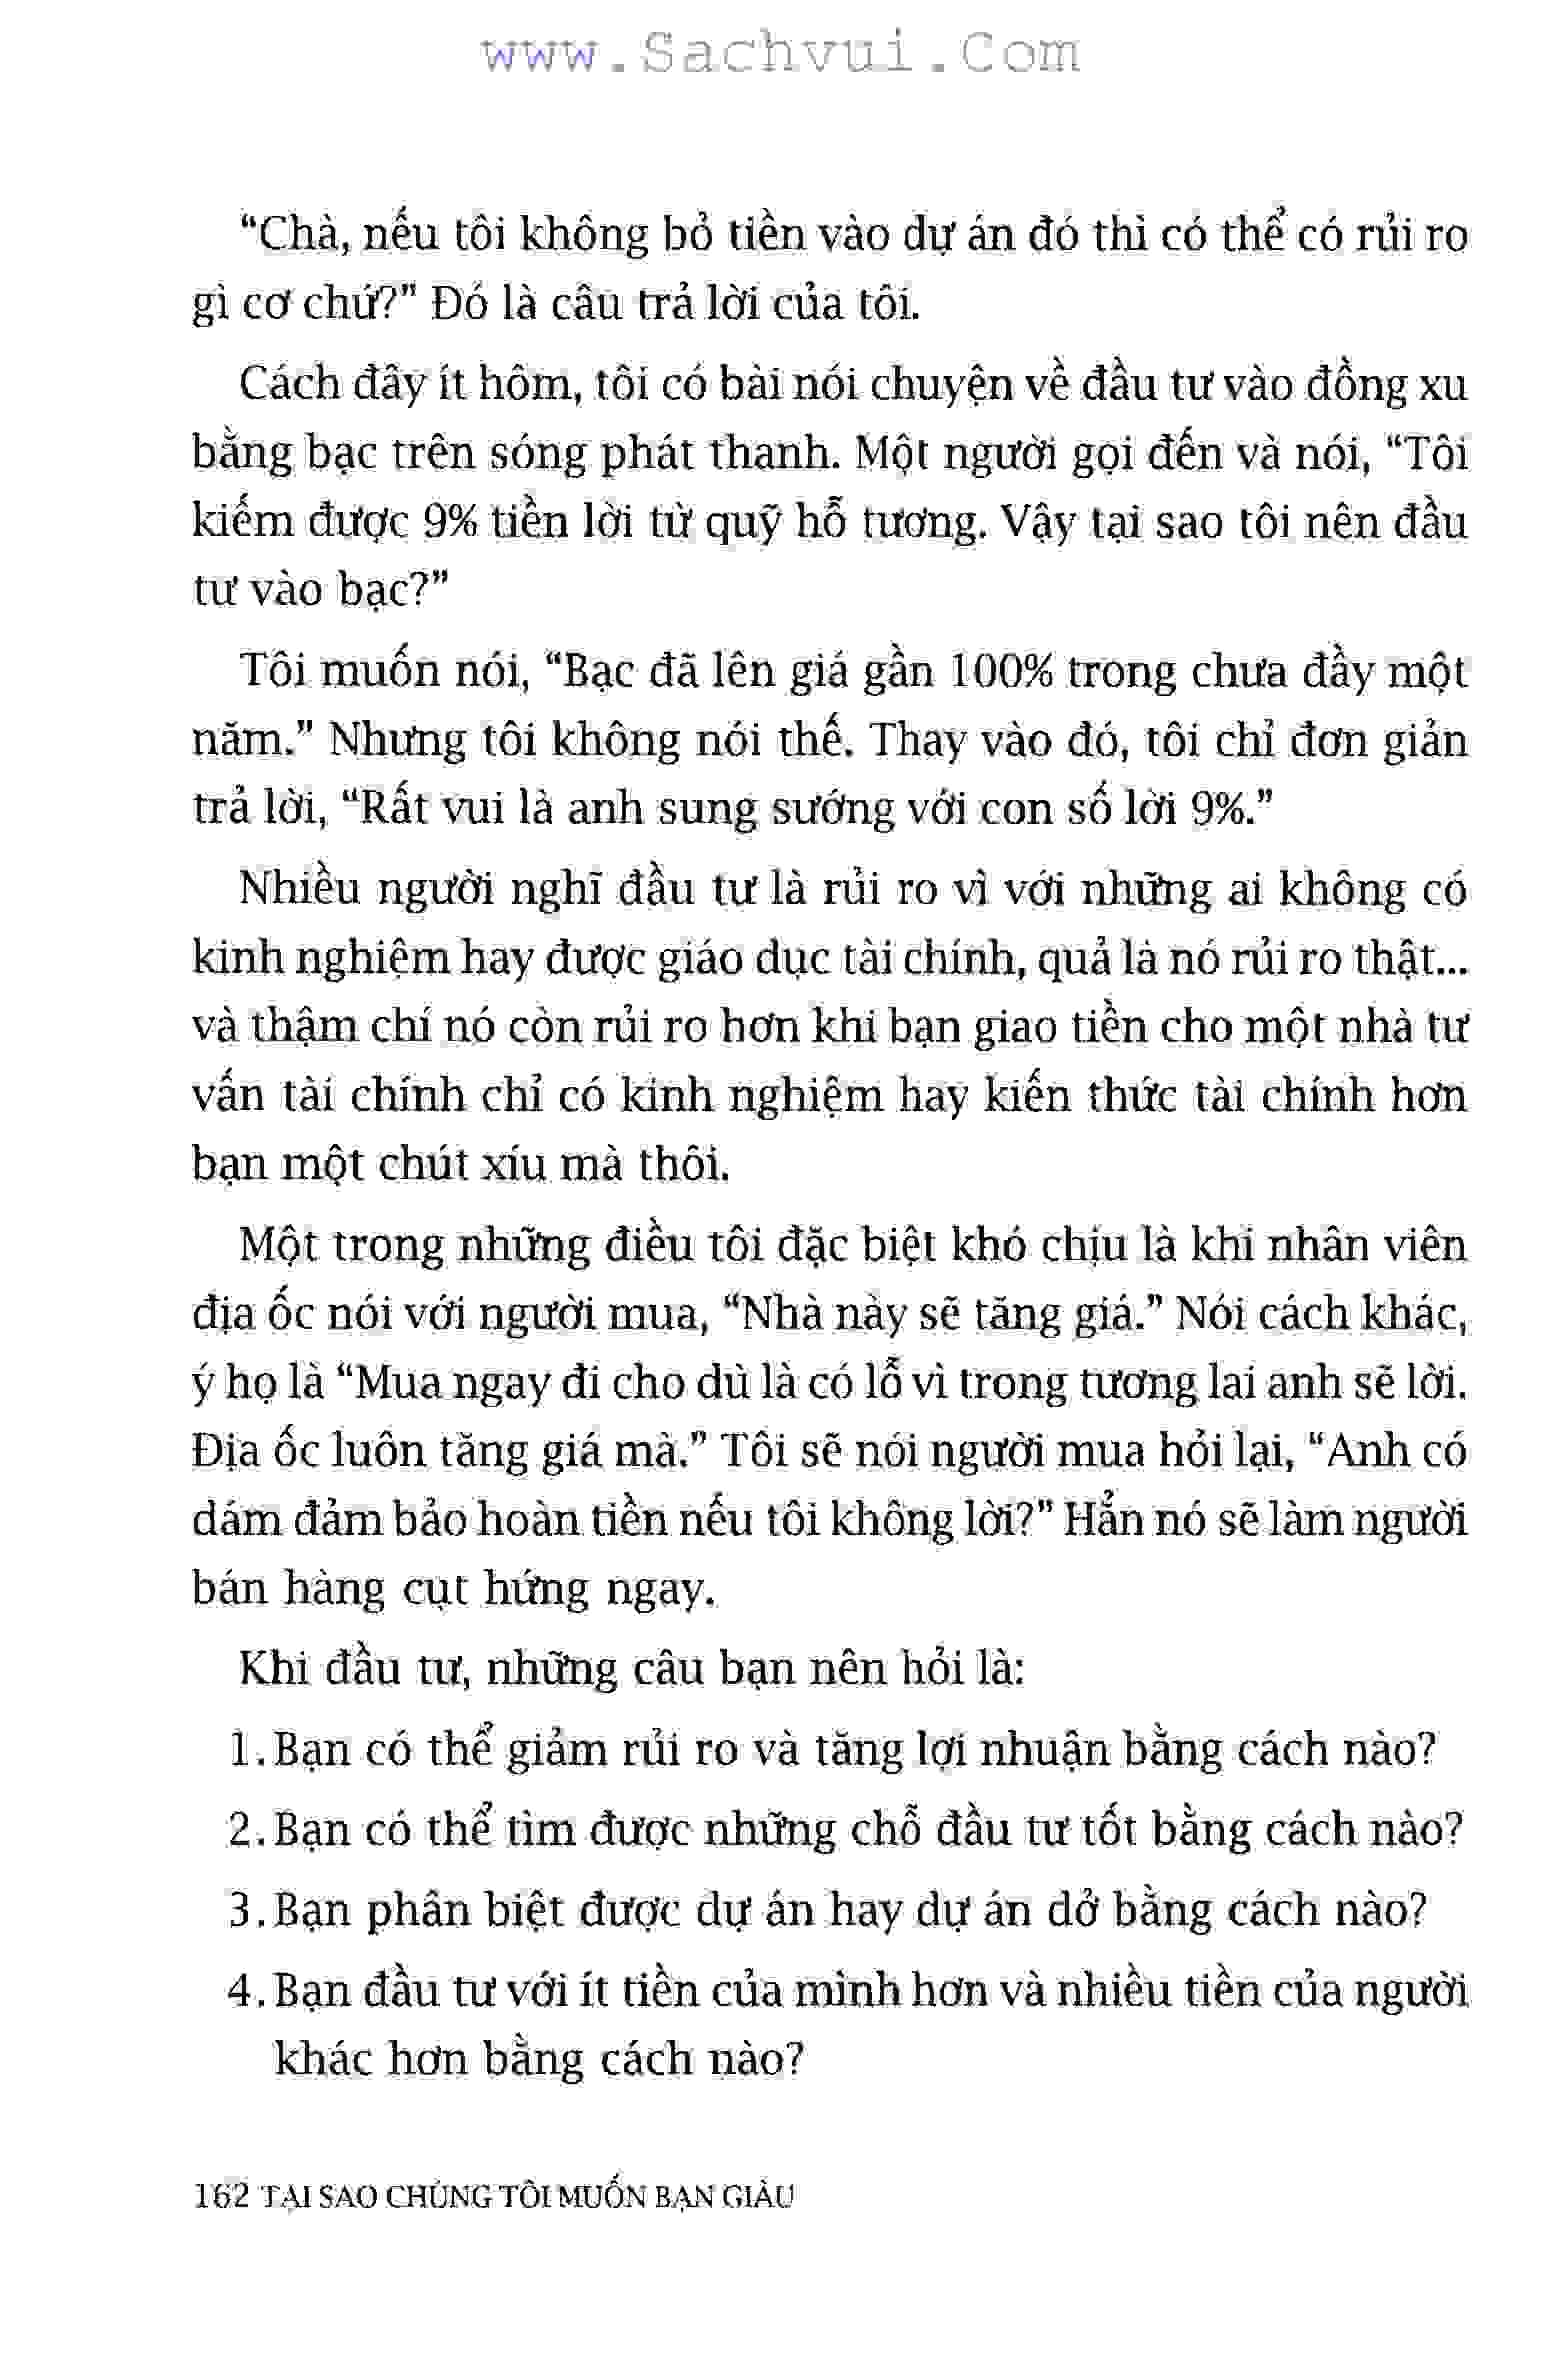 www.Sachvui.Com
“Chà, nếu tôi không bỏ tiền vào dự án đó thì có thể có rủi ro
gì cơ chứ?” Đó là câu trả lời của tôi.
Cách đây ít hôm, tôi có bài nói chuyện về đầu tư vào đồng xu
bằng bạc trên sóng phát thanh. Một người gọi đến và nói, “Tôi
kiếm được 9% tiền lời từ quỹ hỗ tương. Vậy tại sao tôi nên đầu
tư vào bạc?”
Tôi muốn nói, “Bạc đã lên giá gần 100% trong chưa đầy một
năm.” Nhưng tôi không nói thế. Thay vào đó, tôi chỉ đơn giản
trả lời, “Rất vui là anh sung sướng với con số lời 9%.”
Nhiều người nghĩ đầu tư là rủi ro vì với những ai không có
kinh nghiệm hay được giáo dục tài chính, quả là nó rủi ro thật...
và thậm chí nó còn rủi ro hơn khi bạn giao tiền cho một nhà tư
vấn tài chính chỉ có kinh nghiệm hay kiến thức tài chính hơn
bạn một chút xíu mà thôi.
Một trong những điều tôi đặc biệt khó chịu là khi nhân viên
địa ốc nói với người mua, “Nhà này sẽ tăng giá.” Nói cách khác,
ý họ là “Mua ngay đi cho dù là có lỗ vì trong tương lai anh sẽ lời.
Địa ốc luôn tăng giá mà.” Tôi sẽ nói người mua hỏi lại, “Anh có
dám đảm bảo hoàn tiền nếu tôi không lời?” Hẳn nó sẽ làm người
bán hàng cụt hứng ngay.
Khi đầu tư, những câu bạn nên hỏi là:
1. Bạn có thể giảm rủi ro và tăng lợi nhuận bằng cách nào?
2. Bạn có thể tìm được những chỗ đầu tư tốt bằng cách nào?
3. Bạn phân biệt được dự án hay dự án dở bằng cách nào?
4. Bạn đầu tư với ít tiền của mình hơn và nhiều tiền của người
khác hơn bằng cách nào?
162 TẠI SAO CHÚNG TÔI MUỐN BẠN GIÀU